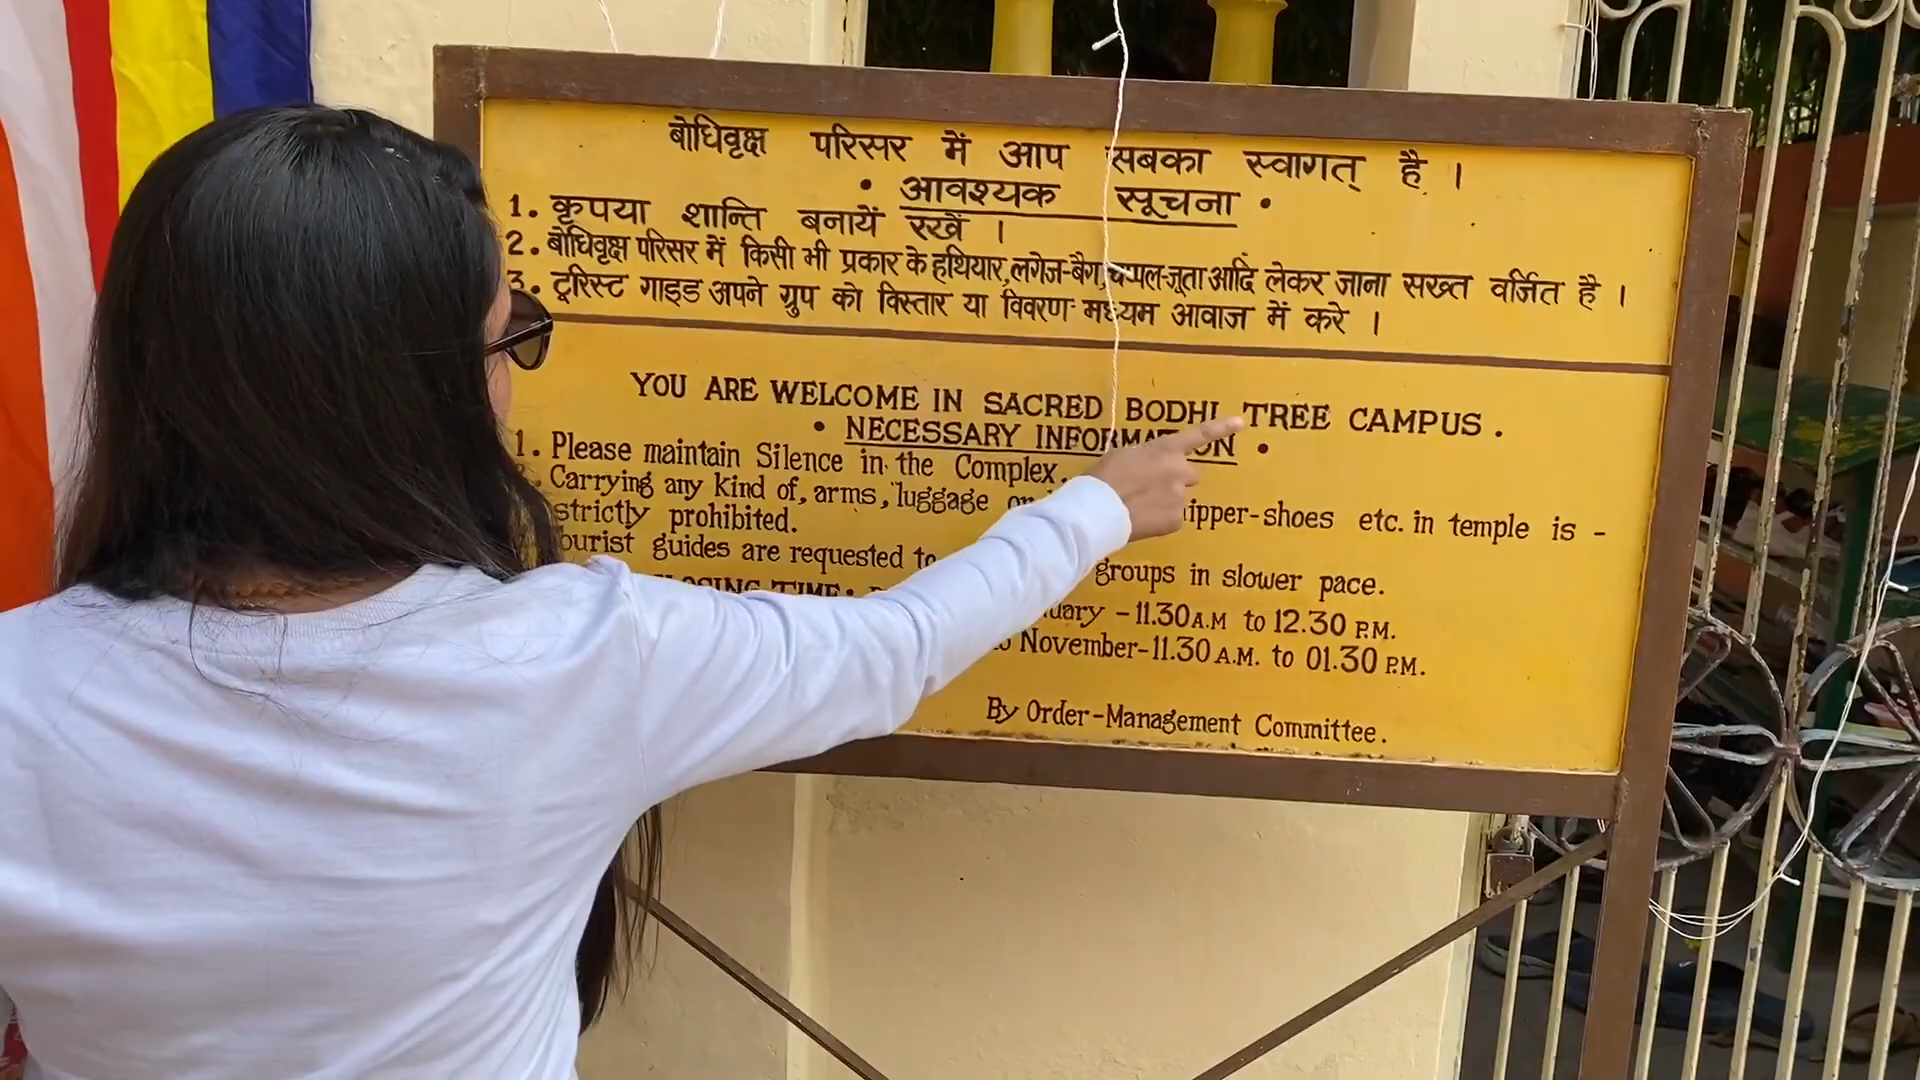 बोधिवृक्ष परिसर में आप सबका स्वागत् है ।
• आवश्यक सूचना •
1. कृपया शान्ति बनायें रखें ।
2. बोधिवृक्ष परिसर में किसी भी प्रकार के हथियार, लगेज-बैग, चप्पल-जूता आदि लेकर जाना सख्त वर्जित है ।
3. टूरिस्ट गाइड अपने ग्रुप को विस्तार या विवरण मध्यम आवाज में करे ।
YOU ARE WELCOME IN SACRED BODHI TREE CAMPUS.
• NECESSARY INFORMATION •
1. Please maintain Silence in the Complex.
Carrying any kind of, arms, luggage shoes etc. in temple is -
strictly prohibited.
guides are requested to groups in slower pace.
TIME:
- 11.30 A.M to 12.30 P.M.
November - 11.30 A.M. to 01.30 P.M.
By Order - Management Committee.